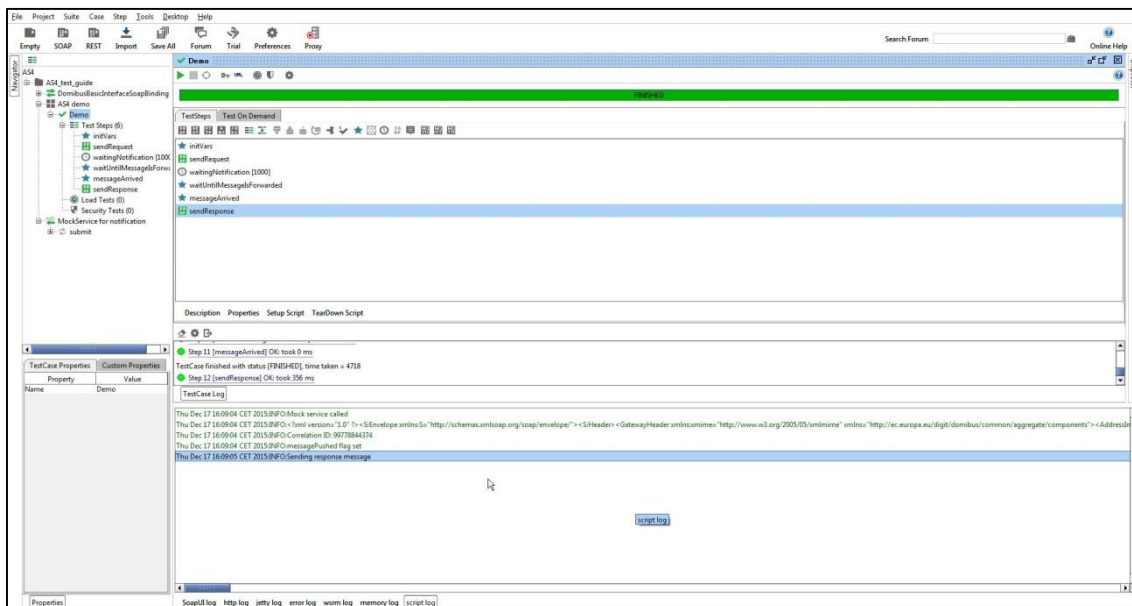 File Project Suite Case Step Tools Desktop Help
Empty SOAP REST Import Save All Forum Trial Preferences Proxy
Search Forum
Online Help
Navigator
AS4
AS4_test_guide
DomibusBasicInterfaceSoapBinding
AS4 demo
Demo
Test Steps (6)
initVars
sendRequest
waitingNotification [100
waitUntilMessageIsForwa
messageArrived
sendResponse
Load Tests (0)
Security Tests (0)
MockService for notification
submit
TestCase Properties Custom Properties
Property Value
Name Demo
Properties
Demo
FINISHED
TestSteps Test On Demand
initVars
sendRequest
waitingNotification [1000]
waitUntilMessageIsForwarded
messageArrived
sendResponse
Description Properties Setup Script TearDown Script
Step 11 [messageArrived] OK: took 0 ms
TestCase finished with status [FINISHED], time taken = 4718
Step 12 [sendResponse] OK: took 356 ms
TestCase Log
Thu Dec 17 16:09:04 CET 2015:INFO:Mock service called
Thu Dec 17 16:09:04 CET 2015:INFO:<?xml version="1.0" ?><S:Envelope xmlns:S="http://schemas.xmlsoap.org/soap/envelope/"><S:Header><GatewayHeader xmlns:xmime="http://www.w3.org/2005/05/xmlmime" xmlns="http://ec.europa.eu/digit/domibus/common/aggregate/components"><AddressIn
Thu Dec 17 16:09:04 CET 2015:INFO:Correlation ID: 99778844374
Thu Dec 17 16:09:04 CET 2015:INFO:messagePushed flag set
Thu Dec 17 16:09:05 CET 2015:INFO:Sending response message
script log
SoapUI log http log jetty log error log wsrm log memory log script log